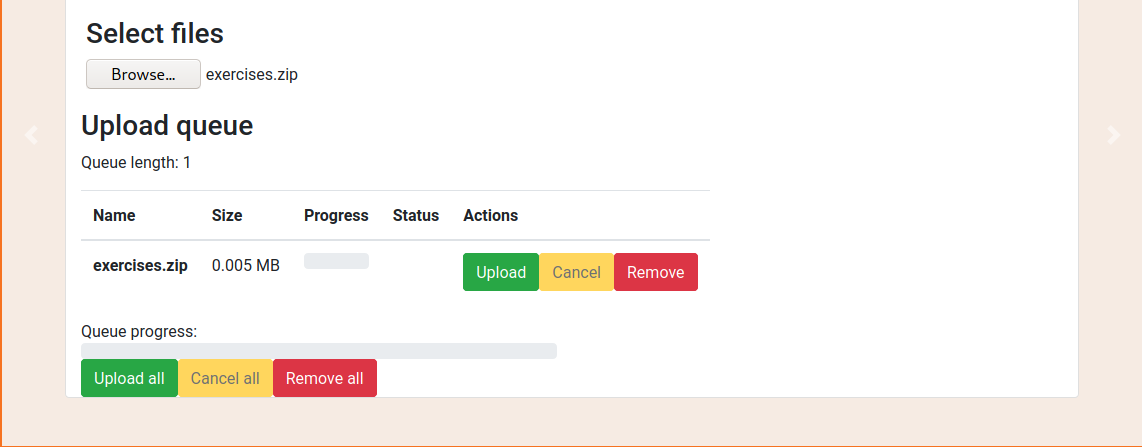 Select files
Browse... exercises.zip
Upload queue
Queue length: 1
Name Size Progress Status Actions
exercises.zip 0.005 MB Upload Cancel Remove
Queue progress:
Upload all Cancel all Remove all